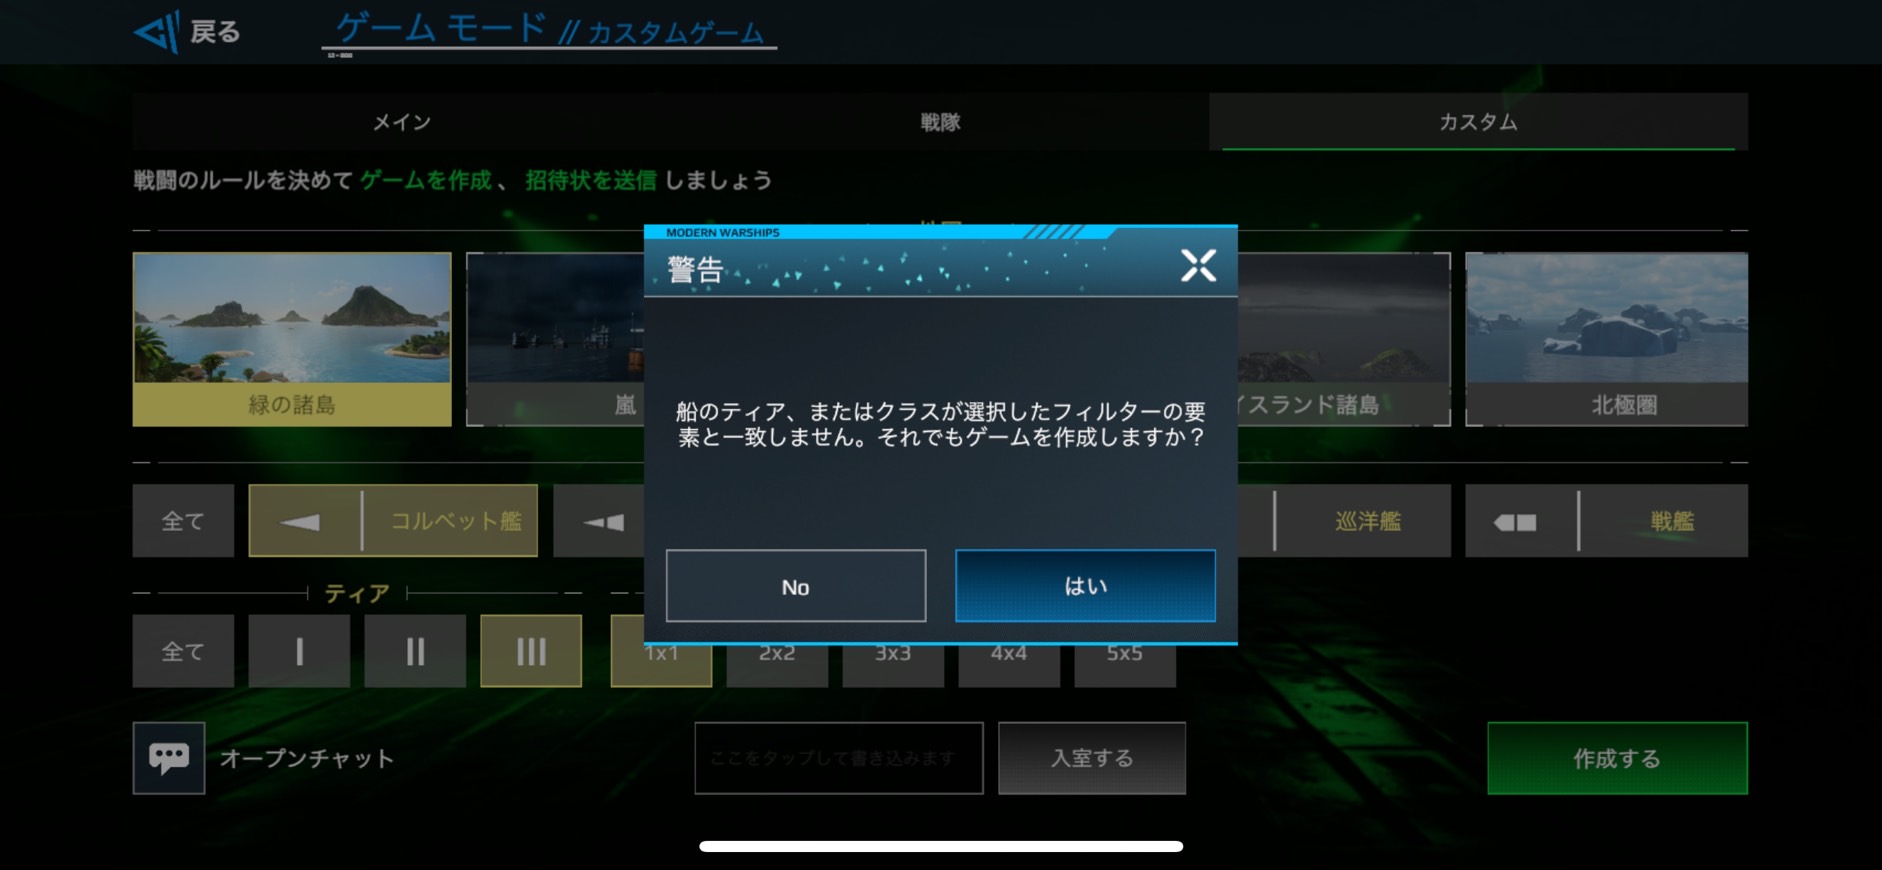 戻る
ゲーム モード // カスタムゲーム
メイン
戦隊
カスタム
戦闘のルールを決めて ゲームを作成 、 招待状を送信 しましょう
MODERN WARSHIPS
警告
船のティア、またはクラスが選択したフィルターの要
素と一致しません。それでもゲームを作成しますか？
No
はい
緑の諸島
嵐
イスランド諸島
北極圏
全て
コルベット艦
巡洋艦
戦艦
ティア
全て
I
II
III
1x1
2x2
3x3
4x4
5x5
オープンチャット
ここをタップして書き込みます
入室する
作成する